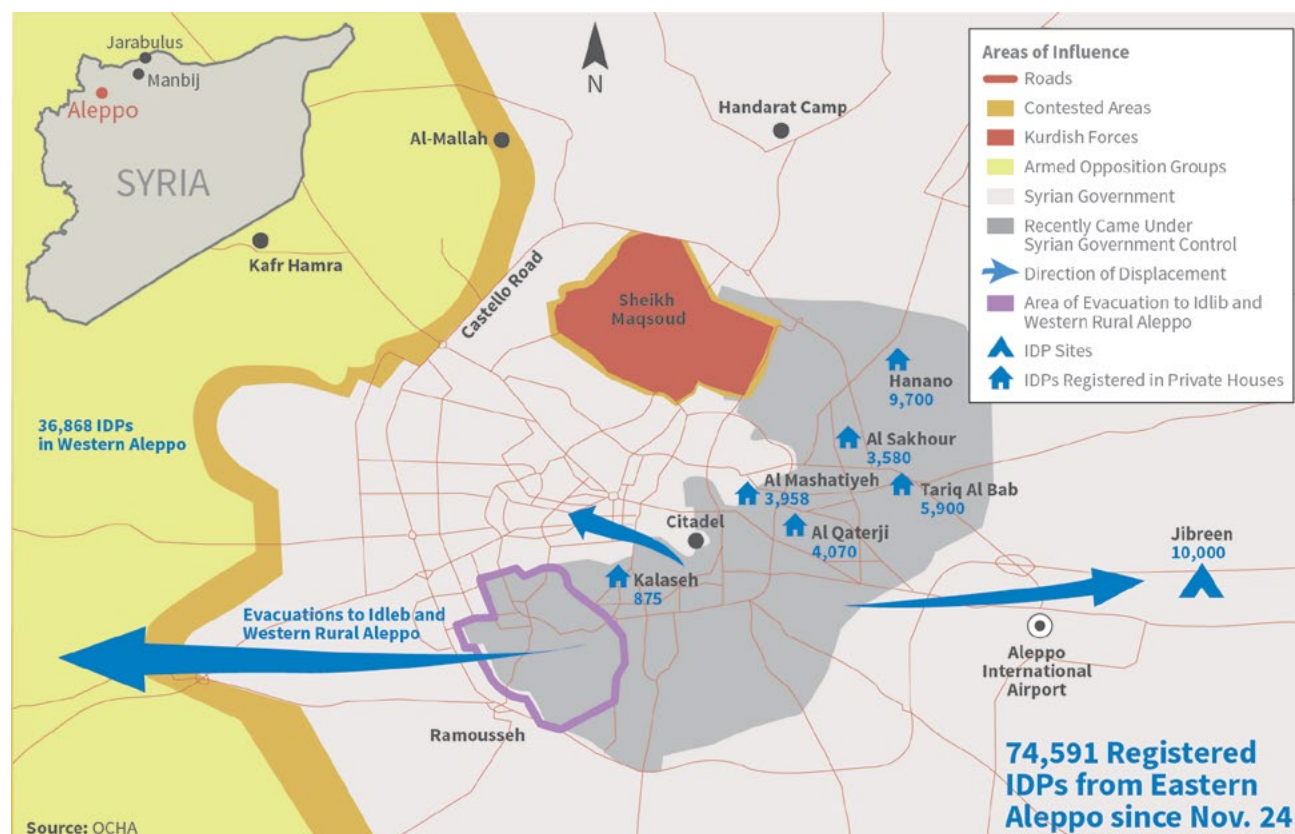 Jarabulus
Manbij
Aleppo
SYRIA
N
Handarat Camp
Al-Mallah
Kafr Hamra
Castello Road
Sheikh
Maqsoud
Areas of Influence
Roads
Contested Areas
Kurdish Forces
Armed Opposition Groups
Syrian Government
Recently Came Under
Syrian Government Control
Direction of Displacement
Area of Evacuation to Idlib and
Western Rural Aleppo
IDP Sites
IDPs Registered in Private Houses
Hanano
9,700
36,868 IDPs
in Western Aleppo
Al Sakhour
3,580
Al Mashatiyeh
3,958
Tariq Al Bab
5,900
Citadel
Al Qaterji
4,070
Jibreen
10,000
Kalaseh
875
Evacuations to Idleb and
Western Rural Aleppo
Aleppo
International
Airport
Ramousseh
74,591 Registered
IDPs from Eastern
Aleppo since Nov. 24
Source: OCHA